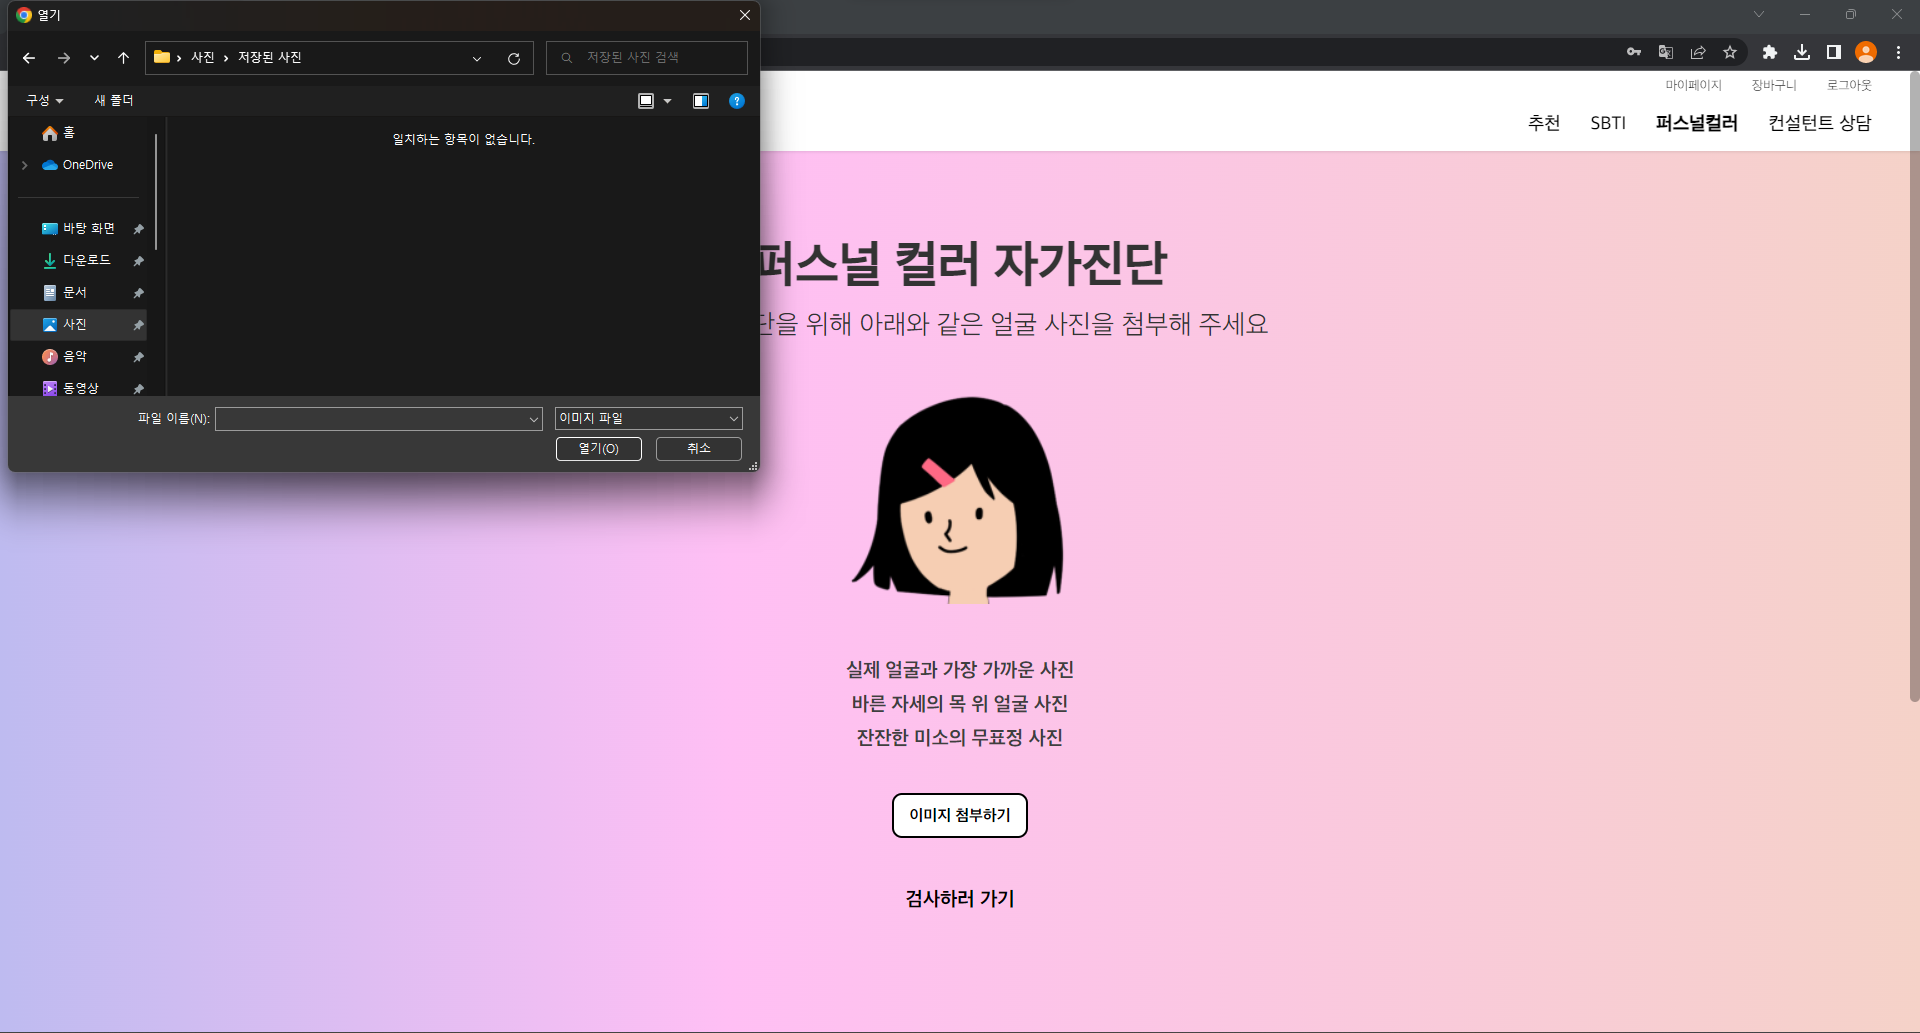 열기
사진 > 저장된 사진
저장된 사진 검색
구성
새 폴더
홈
OneDrive
바탕 화면
다운로드
문서
사진
음악
동영상
일치하는 항목이 없습니다.
파일 이름(N):
이미지 파일
열기(O)
취소
마이페이지
장바구니
로그아웃
추천
SBTI
퍼스널컬러
컨설턴트 상담
퍼스널 컬러 자가진단
단을 위해 아래와 같은 얼굴 사진을 첨부해 주세요
실제 얼굴과 가장 가까운 사진
바른 자세의 목 위 얼굴 사진
잔잔한 미소의 무표정 사진
이미지 첨부하기
검사하러 가기